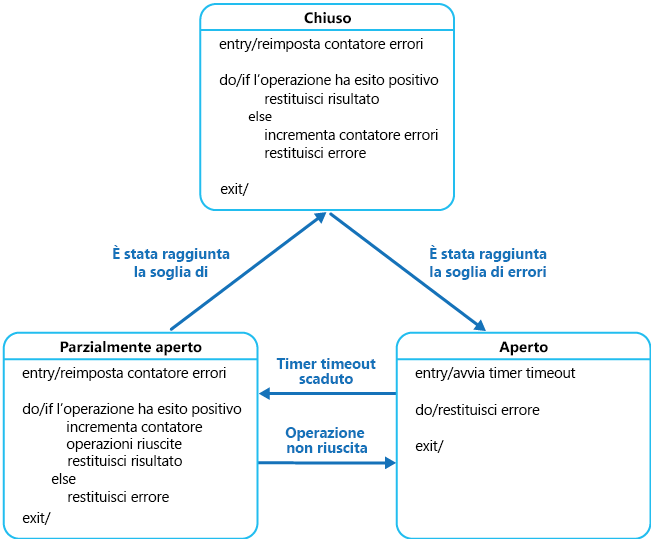 Chiuso
entry/reimposta contatore errori
do/if l'operazione ha esito positivo
restituisci risultato
else
incrementa contatore errori
restituisci errore
exit/
È stata raggiunta
la soglia di
È stata raggiunta
la soglia di errori
Parzialmente aperto
entry/reimposta contatore errori
do/if l'operazione ha esito positivo
incrementa contatore
operazioni riuscite
restituisci risultato
else
restituisci errore
exit/
Timer timeout
scaduto
Operazione
non riuscita
Aperto
entry/avvia timer timeout
do/restituisci errore
exit/